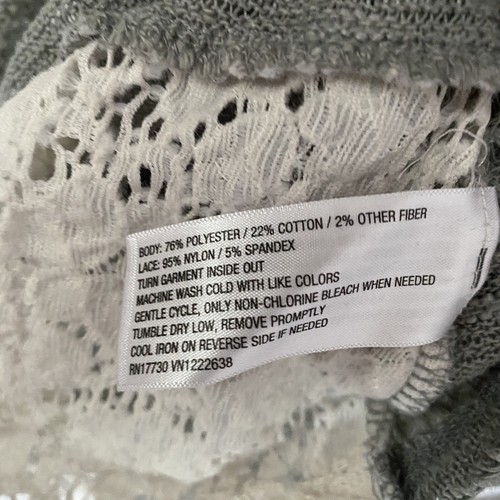 BODY: 76% POLYESTER / 22% COTTON / 2% OTHER FIBER
LACE: 95% NYLON / 5% SPANDEX
TURN GARMENT INSIDE OUT
MACHINE WASH COLD WITH LIKE COLORS
GENTLE CYCLE, ONLY NON-CHLORINE BLEACH WHEN NEEDED
TUMBLE DRY LOW, REMOVE PROMPTLY
COOL IRON ON REVERSE SIDE IF NEEDED
RN17730 VN1222638